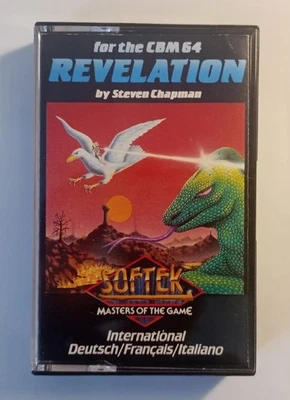 for the CBM 64
REVELATION
by Steven Chapman
SOFTEK
MASTERS OF THE GAME
International
Deutsch/Français/Italiano